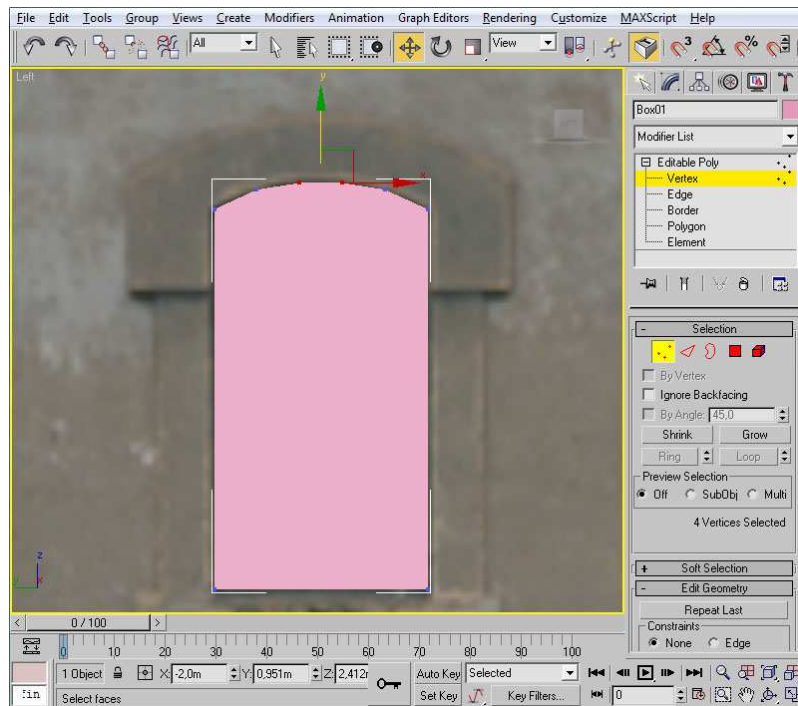 File Edit Tools Group Views Create Modifiers Animation Graph Editors Rendering Customize MAXScript Help
All View 3
Left
y
x
z
y x
Box01
Modifier List
Editable Poly
Vertex
Edge
Border
Polygon
Element
- Selection
By Vertex
Ignore Backfacing
By Angle: 45,0
Shrink Grow
Ring Loop
Preview Selection
Off SubObj Multi
4 Vertices Selected
+ Soft Selection
- Edit Geometry
Repeat Last
Constraints
None Edge
< 0 / 100 >
0 10 20 30 40 50 60 70 80 90 100
1 Object X: -2,0m Y: 0,951m Z: 2,412m Auto Key Selected
Select faces Set Key Key Filters... 0